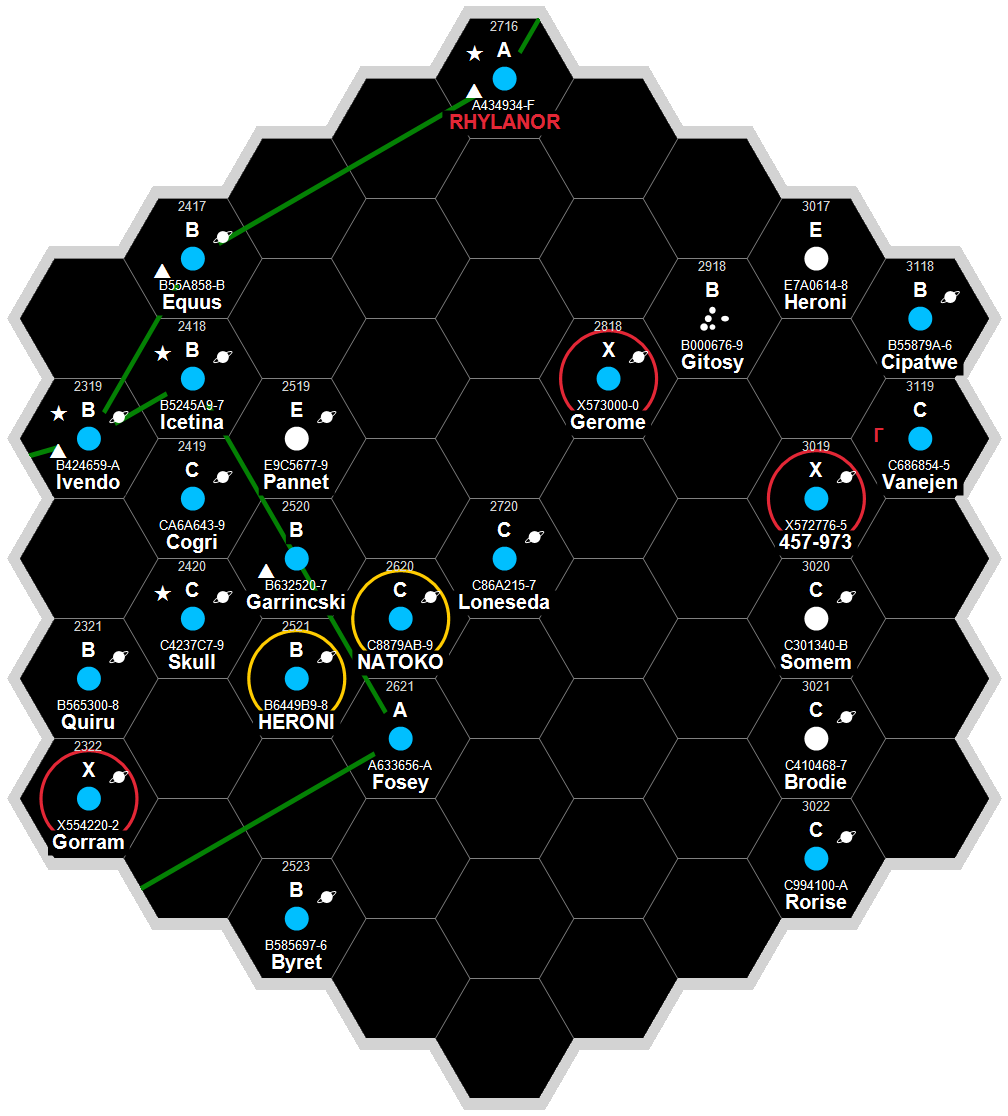 2716
A
A434934-F
RHYLANOR
2417
B
B55A858-B
Equus
3017
E
E7A0614-8
Heroni
2918
B
B000676-9
Gitosy
3118
B
B55879A-6
Cipatwe
2418
B
B5245A9-7
Icetina
2818
X
X573000-0
Gerome
2319
B
B424659-A
Ivendo
2519
E
E9C5677-9
Pannet
3119
C
Γ
C686854-5
Vanejen
2419
C
CA6A643-9
Cogri
3019
X
X572776-5
457-973
2520
B
B632520-7
Garrincski
2720
C
C86A215-7
Loneseda
2420
C
C4237C7-9
Skull
2620
C
C8879AB-9
NATOKO
3020
C
C301340-B
Somem
2321
B
B565300-8
Quiru
2521
B
B6449B9-8
HERONI
2621
A
A633656-A
Fosey
3021
C
C410468-7
Brodie
2322
X
X554220-2
Gorram
3022
C
C994100-A
Rorise
2523
B
B585697-6
Byret